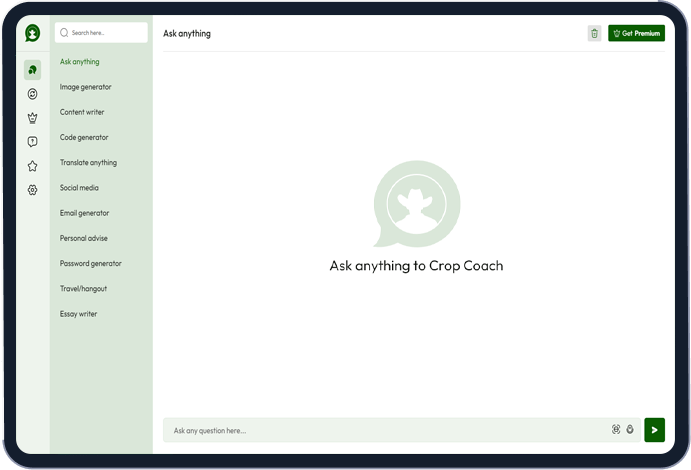 Search here..
Ask anything
Image generator
Content writer
Code generator
Translate anything
Social media
Email generator
Personal advise
Password generator
Travel/hangout
Essay writer
Ask anything
Get Premium
Ask anything to Crop Coach
Ask any question here...